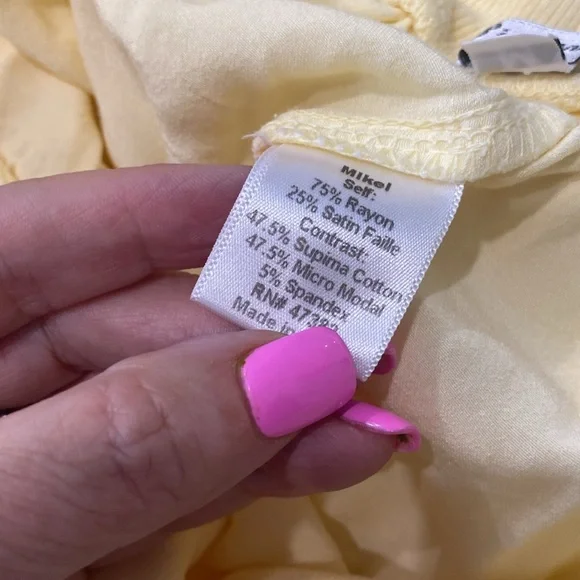 Mikel
Self:
75% Rayon
25% Satin Faille
Contrast:
47.5% Supima Cotton
47.5% Micro Modal
5% Spandex
RN#
Made in